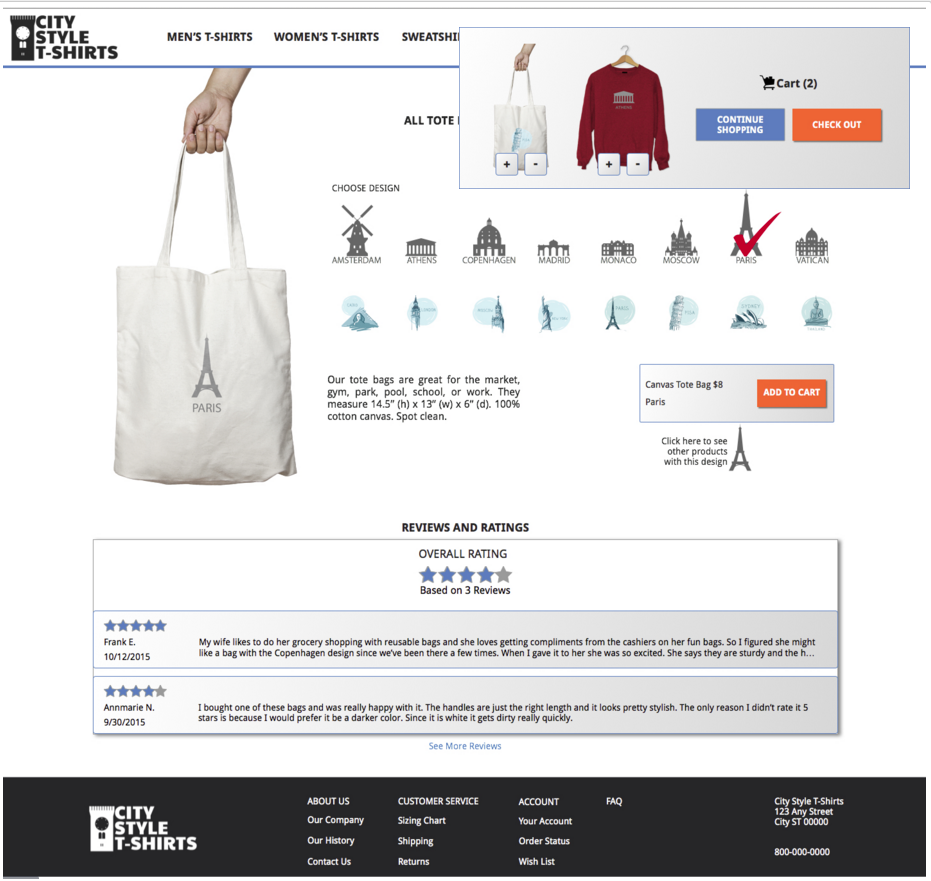 CITY
STYLE
T-SHIRTS
MEN'S T-SHIRTS WOMEN'S T-SHIRTS
Cart (2)
CONTINUE
SHOPPING
CHECK OUT
ATHENS
+ - + -
ALL TOTE
CHOOSE DESIGN
AMSTERDAM ATHENS COPENHAGEN MADRID MONACO MOSCOW PARIS VATICAN
LONDON PARIS PISA SYDNEY
PARIS
Our tote bags are great for the market,
gym, park, pool, school, or work. They
measure 14.5" (h) x 13" (w) x 6" (d). 100%
cotton canvas. Spot clean.
Canvas Tote Bag $8
Paris
ADD TO CART
Click here to see
other products
with this design
REVIEWS AND RATINGS
OVERALL RATING
Based on 3 Reviews
Frank E.
10/12/2015
My wife likes to do her grocery shopping with reusable bags and she loves getting compliments from the cashiers on her fun bags. So I figured she might
like a bag with the Copenhagen design since we've been there a few times. When I gave it to her she was so excited. She says they are sturdy and the h...
Annmarie N.
9/30/2015
I bought one of these bags and was really happy with it. The handles are just the right length and it looks pretty stylish. The only reason I didn't rate it 5
stars is because I would prefer it be a darker color. Since it is white it gets dirty really quickly.
See More Reviews
CITY
STYLE
T-SHIRTS
ABOUT US
Our Company
Our History
Contact Us
CUSTOMER SERVICE
Sizing Chart
Shipping
Returns
ACCOUNT
Your Account
Order Status
Wish List
FAQ
City Style T-Shirts
123 Any Street
City ST 00000
800-000-0000